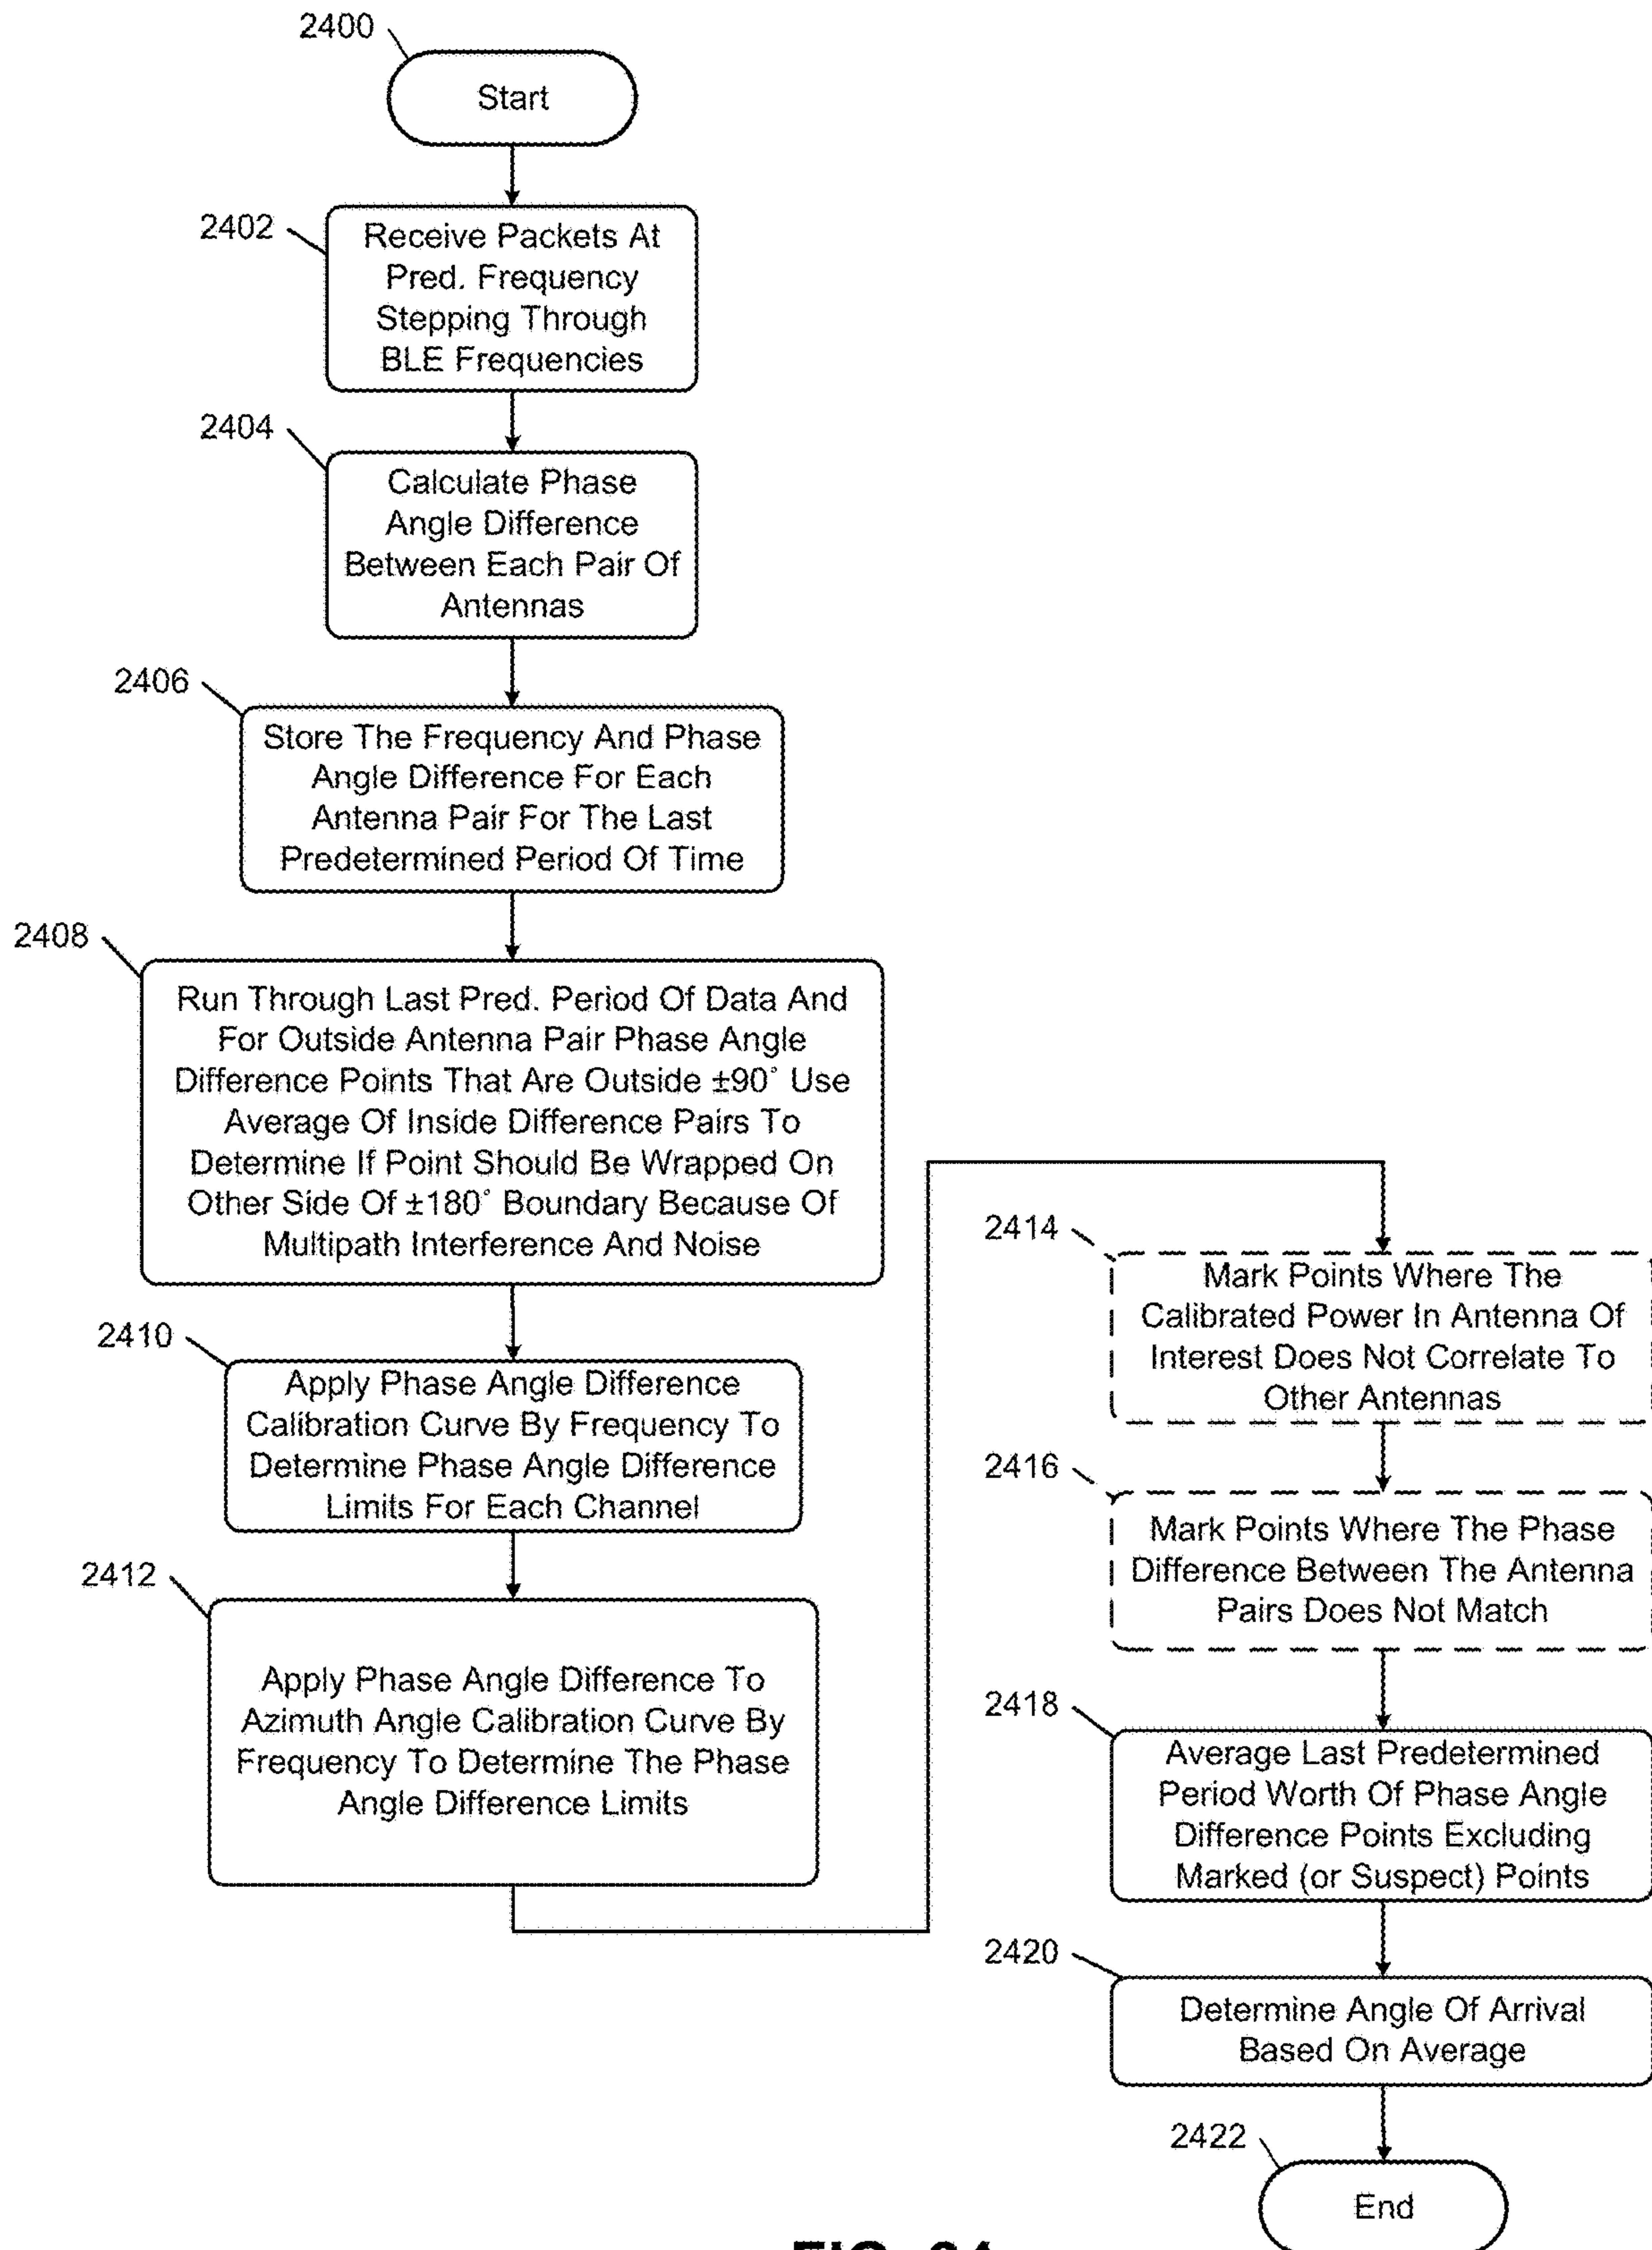 2400
Start
2402
Receive Packets At
Pred. Frequency
Stepping Through
BLE Frequencies
2404
Calculate Phase
Angle Difference
Between Each Pair Of
Antennas
2406
Store The Frequency And Phase
Angle Difference For Each
Antenna Pair For The Last
Predetermined Period Of Time
2408
Run Through Last Pred. Period Of Data And
For Outside Antenna Pair Phase Angle
Difference Points That Are Outside ±90° Use
Average Of Inside Difference Pairs To
Determine If Point Should Be Wrapped On
Other Side Of ±180° Boundary Because Of
Multipath Interference And Noise
2410
Apply Phase Angle Difference
Calibration Curve By Frequency To
Determine Phase Angle Difference
Limits For Each Channel
2412
Apply Phase Angle Difference To
Azimuth Angle Calibration Curve By
Frequency To Determine The Phase
Angle Difference Limits
2414
Mark Points Where The
Calibrated Power In Antenna Of
Interest Does Not Correlate To
Other Antennas
2416
Mark Points Where The Phase
Difference Between The Antenna
Pairs Does Not Match
2418
Average Last Predetermined
Period Worth Of Phase Angle
Difference Points Excluding
Marked (or Suspect) Points
2420
Determine Angle Of Arrival
Based On Average
2422
End
FIG. 24